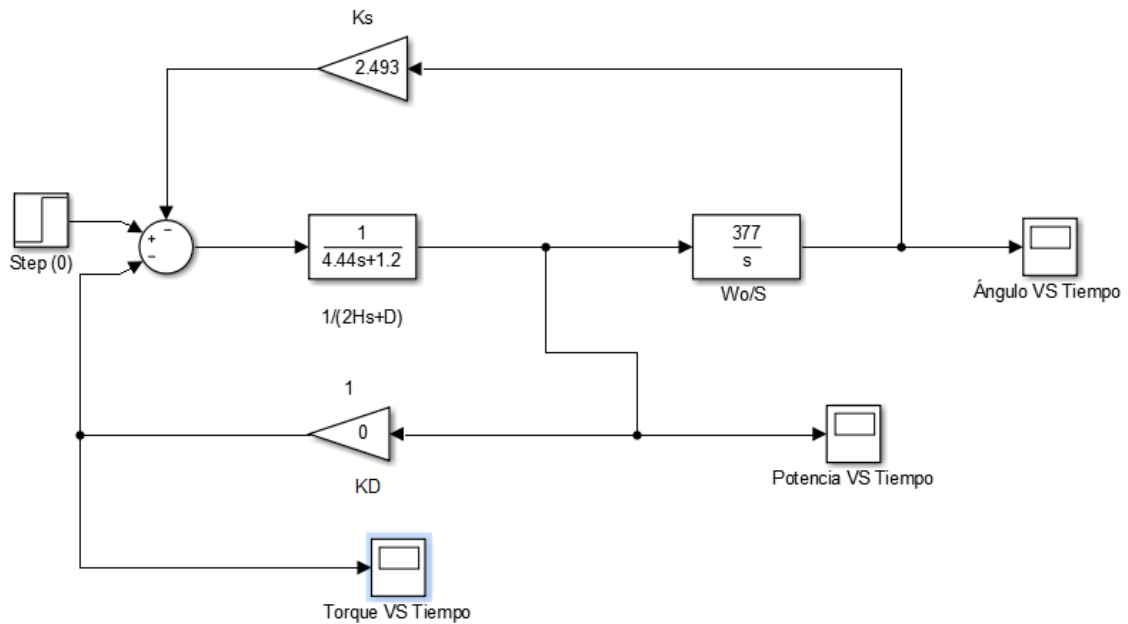 Ks
2.493
Step (0)
+
−
−
1
4.44s+1.2
1/(2Hs+D)
377
s
Wo/S
Ángulo VS Tiempo
1
0
KD
Potencia VS Tiempo
Torque VS Tiempo